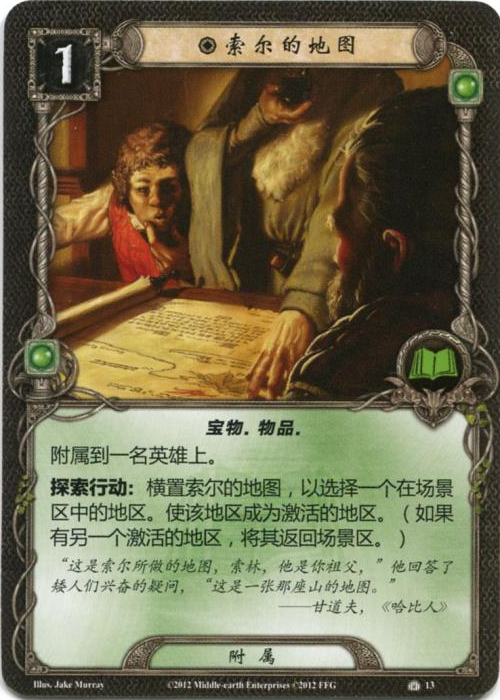 1
索尔的地图
宝物. 物品.
附属到一名英雄上。
探索行动：横置索尔的地图，以选择一个在场景
区中的地区。使该地区成为激活的地区。（如果
有另一个激活的地区，将其返回场景区。）
“这是索尔所做的地图，索林，他是你祖父，”他回答了
矮人们兴奋的疑问，“这是一张那座山的地图。”
——甘道夫，《哈比人》
附属
Illus. Jake Murray ©2012 Middle-earth Enterprises ©2012 FFG 13